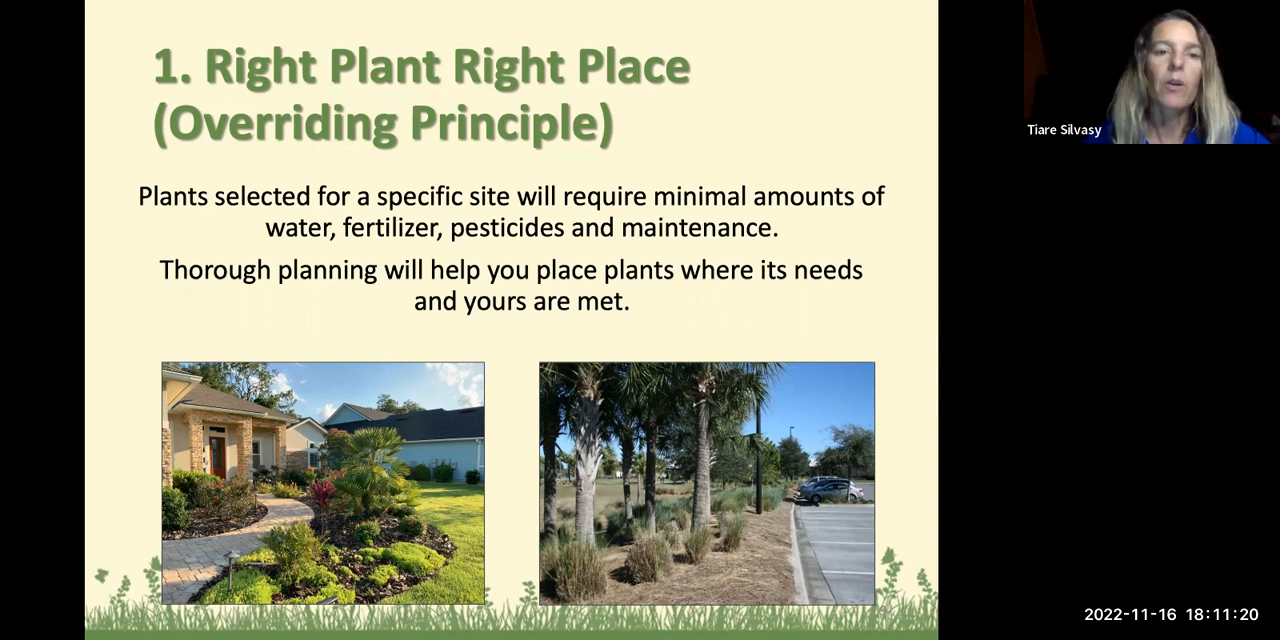 1. Right Plant Right Place
(Overriding Principle)
Plants selected for a specific site will require minimal amounts of
water, fertilizer, pesticides and maintenance.
Thorough planning will help you place plants where its needs
and yours are met.
Tiare Silvasy
2022-11-16 18:11:20